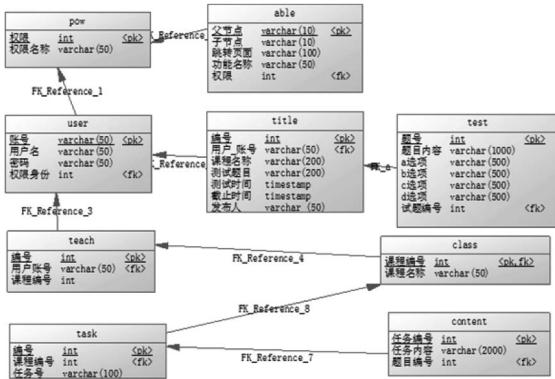 pow
权限 int <pk>
权限名称 varchar(50)
able
父节点 varchar(10) <pk>
子节点 varchar(10)
跳转页面 varchar(100)
功能名称 varchar(50)
权限 int <fk>
K_Reference_
FK_Reference_1
user
账号 varchar(50) <pk>
用户名 varchar(50)
密码 varchar(50)
权限身份 int <fk>
title
编号 int <pk>
用户_账号 varchar(50) <fk>
课程名称 varchar(200)
测试题目 varchar(200)
测试时间 timestamp
截止时间 timestamp
发布人 varchar (50)
K_Reference_
test
题号 int <pk>
题目内容 varchar(1000)
a选项 varchar(500)
b选项 varchar(500)
c选项 varchar(500)
d选项 varchar(500)
试题编号 int <fk>
FK_Reference_3
teach
编号 int <pk>
用户账号 varchar(50) <fk>
课程编号 int
FK_Reference_4
class
课程编号 int <pk,fk>
课程名称 varchar(50)
FK_Reference_8
task
编号 int <pk>
课程编号 int <fk>
任务号 varchar(100)
FK_Reference_7
content
任务编号 int <pk>
任务内容 varchar(2000)
题目编号 int <fk>